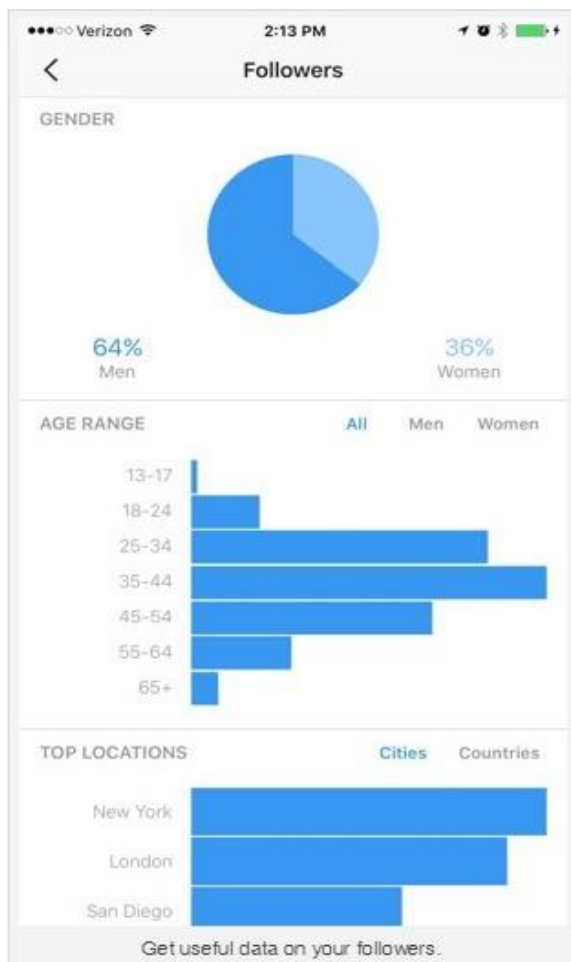 Verizon 2:13 PM
Followers
GENDER
64% 36%
Men Women
AGE RANGE All Men Women
13-17
18-24
25-34
35-44
45-54
55-64
65+
TOP LOCATIONS Cities Countries
New York
London
San Diego
Get useful data on your followers.